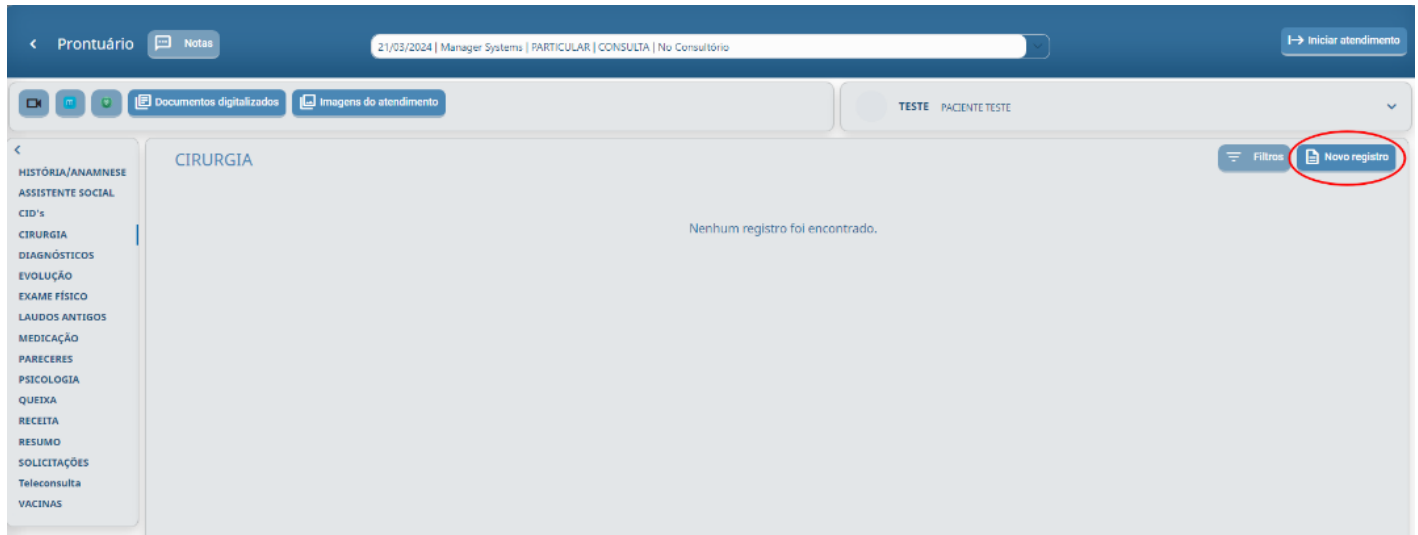 Prontuário
Notas
21/03/2024 | Manager Systems | PARTICULAR | CONSULTA | No Consultório
Iniciar atendimento
Documentos digitalizados
Imagens do atendimento
TESTE PACIENTE TESTE
HISTÓRIA/ANAMNESE
ASSISTENTE SOCIAL
CID's
CIRURGIA
DIAGNÓSTICOS
EVOLUÇÃO
EXAME FÍSICO
LAUDOS ANTIGOS
MEDICAÇÃO
PARECERES
PSICOLOGIA
QUEIXA
RECEITA
RESUMO
SOLICITAÇÕES
Teleconsulta
VACINAS
CIRURGIA
Filtros
Novo registro
Nenhum registro foi encontrado.